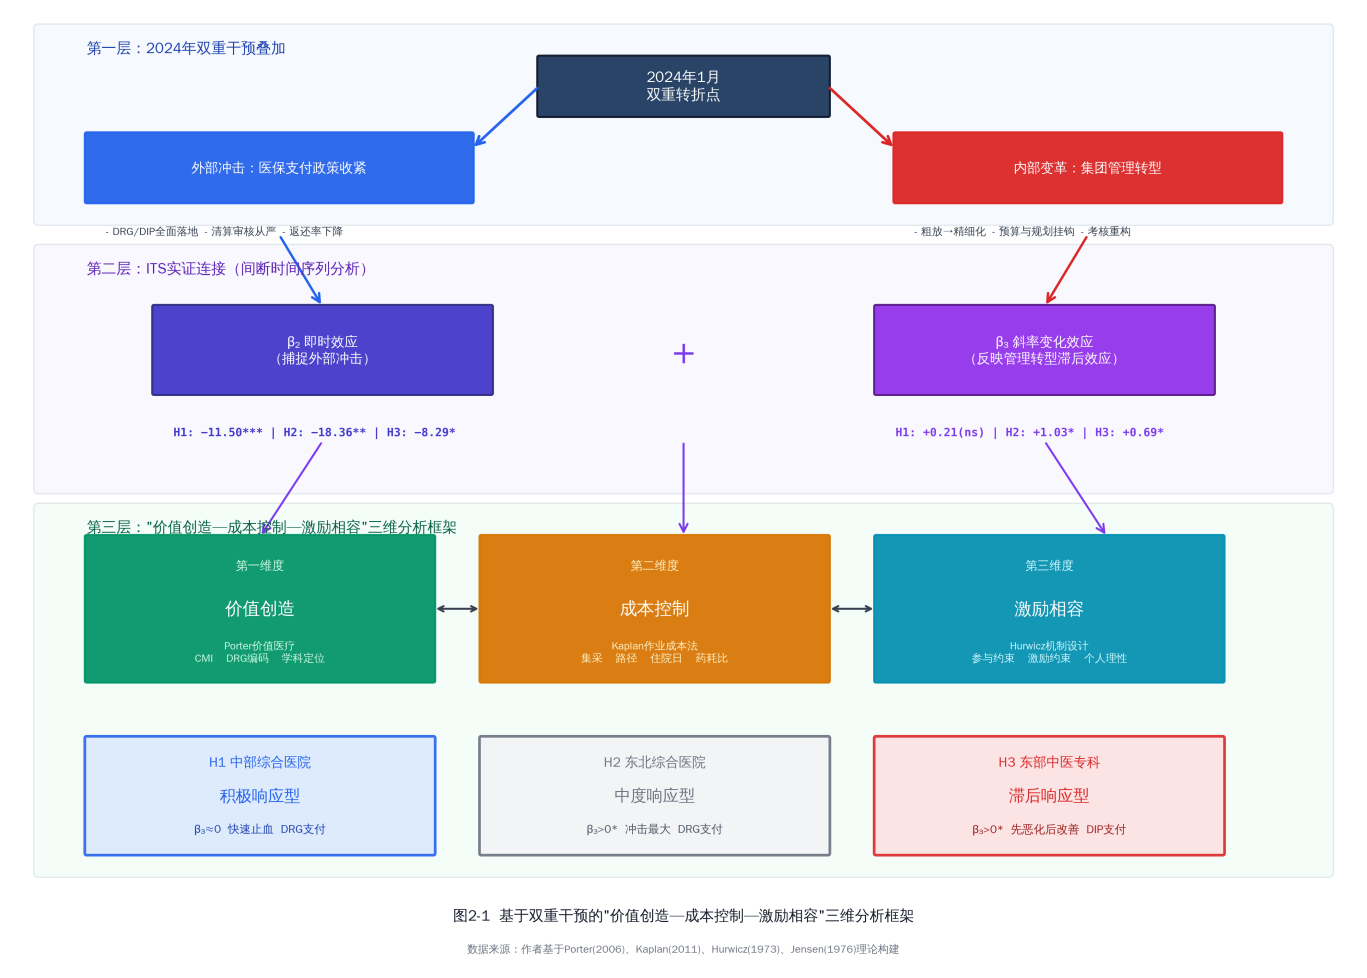 第一层：2024年双重干预叠加
2024年1月
双重转折点
外部冲击：医保支付政策收紧
内部变革：集团管理转型
- DRG/DIP全面落地 - 清算审核从严 - 返还率下降
- 粗放→精细化 - 预算与规划挂钩 - 考核重构
第二层：ITS实证连接（间断时间序列分析）
β₂ 即时效应
（捕捉外部冲击）
+
β₃ 斜率变化效应
（反映管理转型滞后效应）
H1: −11.50*** | H2: −18.36** | H3: −8.29*
H1: +0.21(ns) | H2: +1.03* | H3: +0.69*
第三层："价值创造—成本控制—激励相容"三维分析框架
第一维度
价值创造
Porter价值医疗
CMI DRG编码 学科定位
第二维度
成本控制
Kaplan作业成本法
集采 路径 住院日 药耗比
第三维度
激励相容
Hurwicz机制设计
参与约束 激励约束 个人理性
H1 中部综合医院
积极响应型
β₃≈0 快速止血 DRG支付
H2 东北综合医院
中度响应型
β₃>0* 冲击最大 DRG支付
H3 东部中医专科
滞后响应型
β₃>0* 先恶化后改善 DIP支付
图2-1 基于双重干预的"价值创造—成本控制—激励相容"三维分析框架
数据来源：作者基于Porter(2006)、Kaplan(2011)、Hurwicz(1973)、Jensen(1976)理论构建